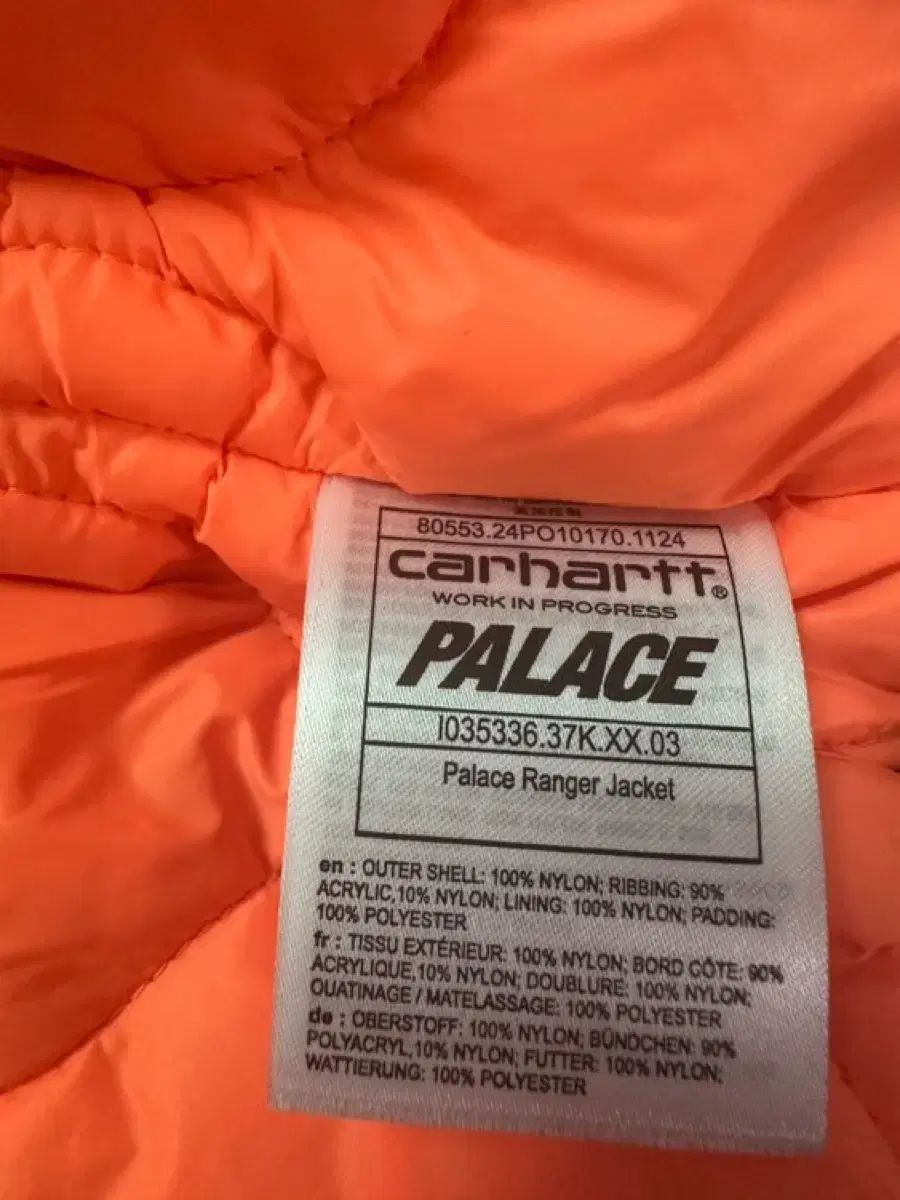 80553.24PO10170.1124
carhartt®
WORK IN PROGRESS
PALACE
I035336.37K.XX.03
Palace Ranger Jacket
en : OUTER SHELL: 100% NYLON; RIBBING: 90%
ACRYLIC,10% NYLON; LINING: 100% NYLON; PADDING:
100% POLYESTER
fr : TISSU EXTÉRIEUR: 100% NYLON; BORD CÔTE: 90%
ACRYLIQUE,10% NYLON; DOUBLURE: 100% NYLON;
OUATINAGE / MATELASSAGE: 100% POLYESTER
de : OBERSTOFF: 100% NYLON; BÜNDCHEN: 90%
POLYACRYL,10% NYLON; FUTTER: 100% NYLON;
WATTIERUNG: 100% POLYESTER